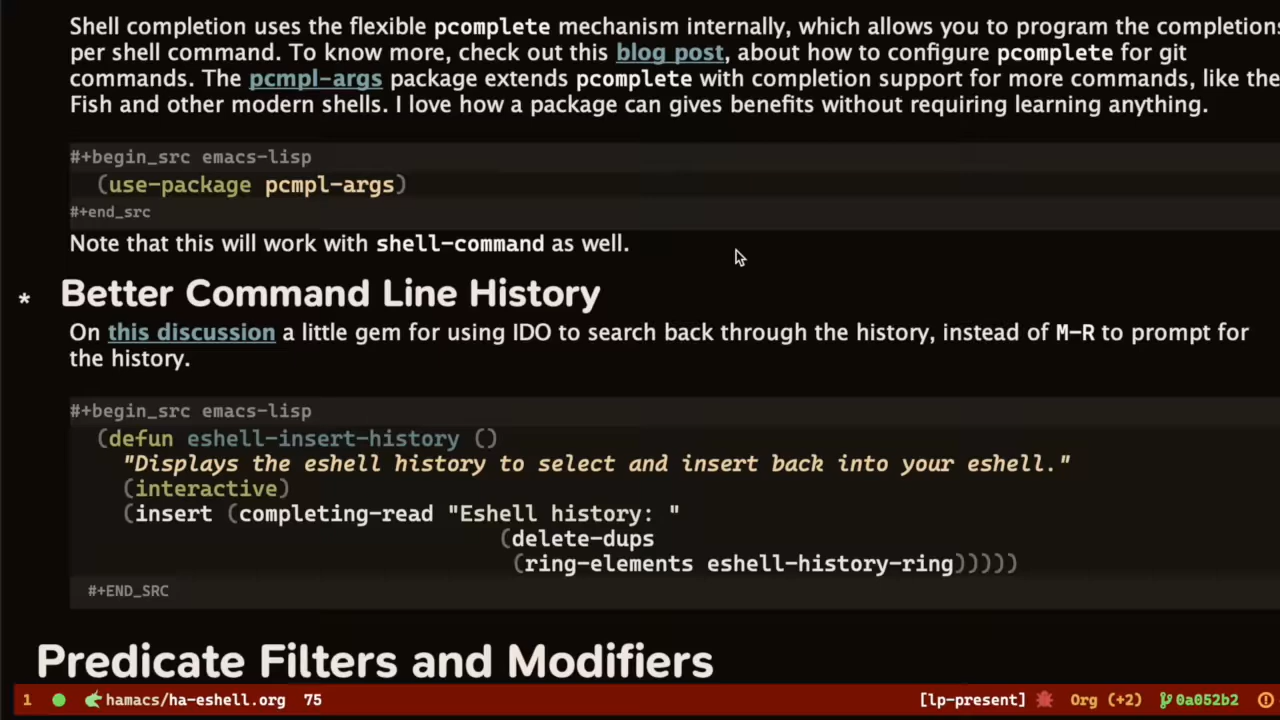 Shell completion uses the flexible pcomplete mechanism internally, which allows you to program the completions
per shell command. To know more, check out this blog post, about how to configure pcomplete for git
commands. The pcmpl-args package extends pcomplete with completion support for more commands, like the
Fish and other modern shells. I love how a package can gives benefits without requiring learning anything.
#+begin_src emacs-lisp
(use-package pcmpl-args)
#+end_src
Note that this will work with shell-command as well.
* Better Command Line History
On this discussion a little gem for using IDO to search back through the history, instead of M-R to prompt for
the history.
#+begin_src emacs-lisp
(defun eshell-insert-history ()
"Displays the eshell history to select and insert back into your eshell."
(interactive)
(insert (completing-read "Eshell history: "
(delete-dups
(ring-elements eshell-history-ring)))))
#+END_SRC
Predicate Filters and Modifiers
1 hamacs/ha-eshell.org 75 [lp-present] Org (+2) 0a052b2